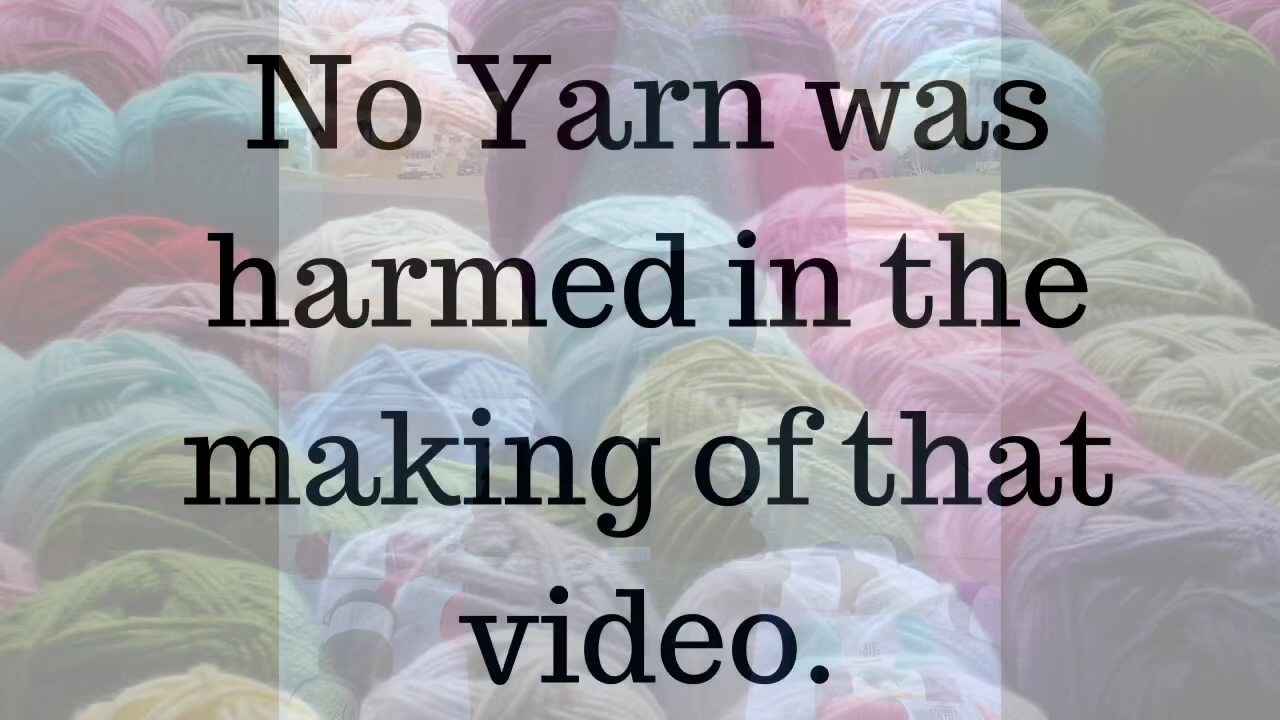 No Yarn was
harmed in the
making of that
video.